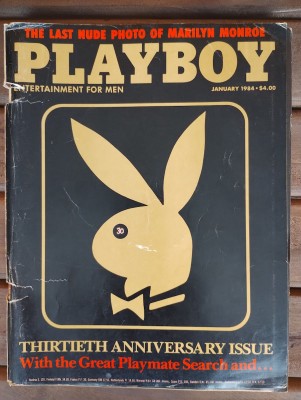 THE LAST NUDE PHOTO OF MARILYN MONROE
PLAYBOY
ENTERTAINMENT FOR MEN
JANUARY 1984 • $4.00
30
THIRTIETH ANNIVERSARY ISSUE
With the Great Playmate Search and...